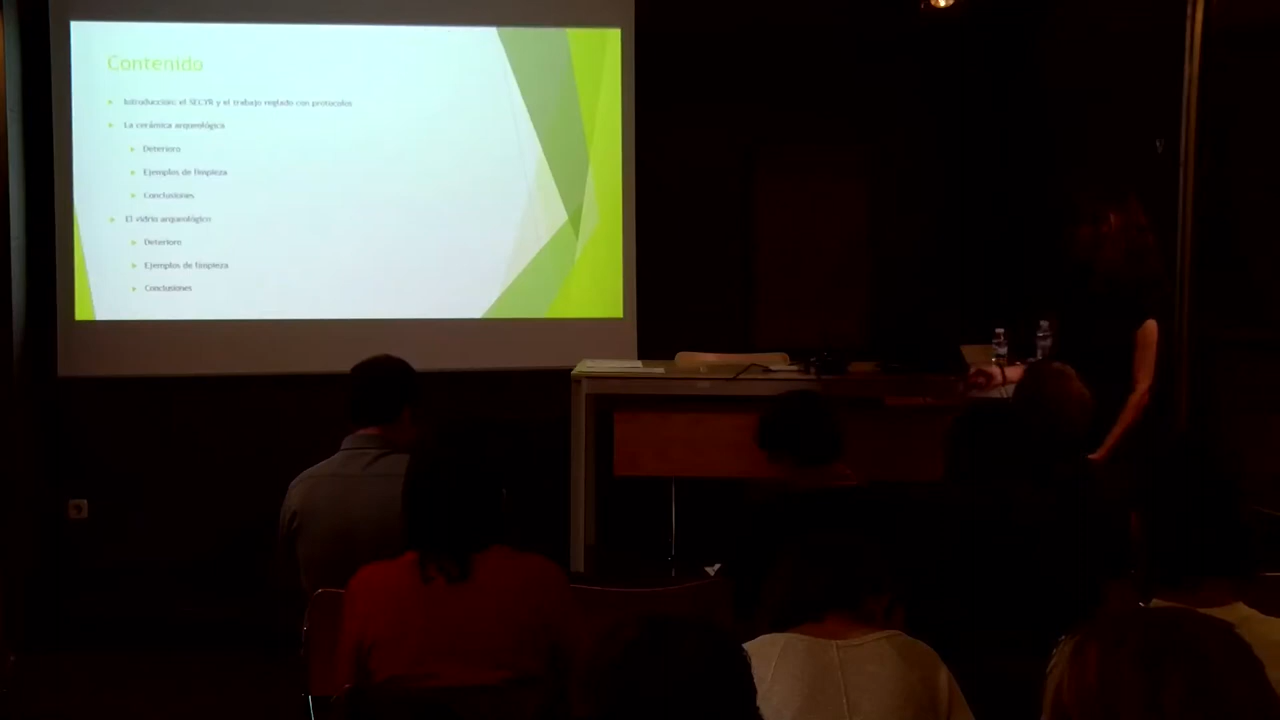 Contenido
Introducción: el SECYR y el trabajo reglado con protocolos
La cerámica arqueológica
Deterioro
Ejemplos de limpieza
Conclusiones
El vidrio arqueológico
Deterioro
Ejemplos de limpieza
Conclusiones